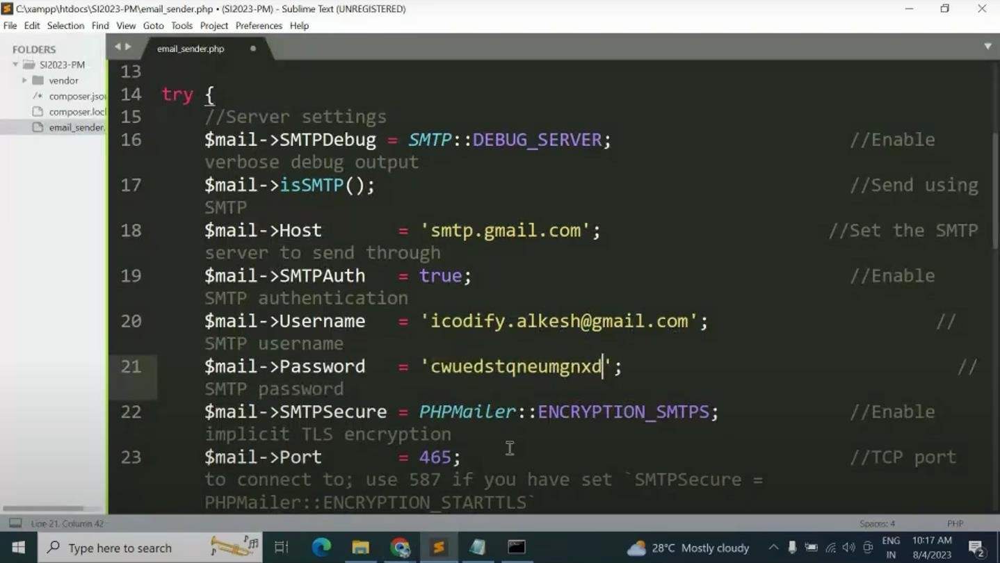 C:\xampp\htdocs\SI2023-PM\email_sender.php • (SI2023-PM) - Sublime Text (UNREGISTERED)
File Edit Selection Find View Goto Tools Project Preferences Help
FOLDERS
SI2023-PM
vendor
/* composer.jso
composer.loc
email_sender.
email_sender.php
13
14 try {
15 //Server settings
16 $mail->SMTPDebug = SMTP::DEBUG_SERVER; //Enable
verbose debug output
17 $mail->isSMTP(); //Send using
SMTP
18 $mail->Host = 'smtp.gmail.com'; //Set the SMTP
server to send through
19 $mail->SMTPAuth = true; //Enable
SMTP authentication
20 $mail->Username = 'icodify.alkesh@gmail.com'; //
SMTP username
21 $mail->Password = 'cwuedstqneumgnxd'; //
SMTP password
22 $mail->SMTPSecure = PHPMailer::ENCRYPTION_SMTPS; //Enable
implicit TLS encryption
23 $mail->Port = 465; //TCP port
to connect to; use 587 if you have set `SMTPSecure =
PHPMailer::ENCRYPTION_STARTTLS`
Line 21, Column 42
Spaces: 4 PHP
Type here to search
28°C Mostly cloudy
ENG
IN
10:17 AM
8/4/2023
2